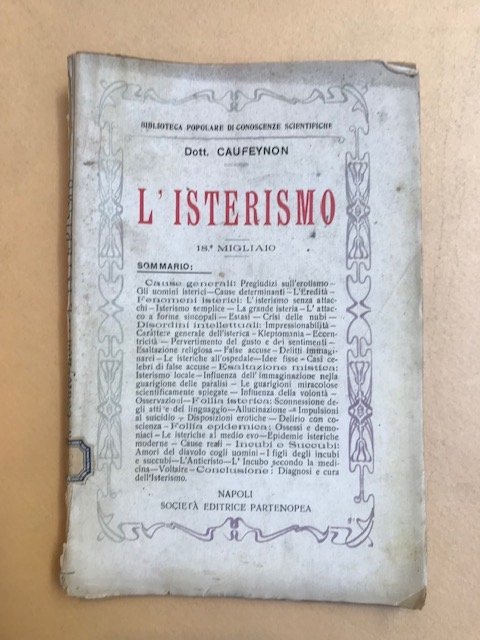 BIBLIOTECA POPOLARE DI CONOSCENZE SCIENTIFICHE
Dott. CAUFEYNON
L'ISTERISMO
18.º MIGLIAIO
SOMMARIO:
Cause generali: Pregiudizi sull'erotismo-
Gli uomini isterici-Cause determinanti - L'Eredità -
Fenomeni isterici: L'isterismo senza attac-
chi - Isterismo semplice - La grande isteria - L'attac-
co a forme sincopali - Estasi - Crisi delle nubi -
Disordini intellettuali: Impressionabilità -
Carattere generale dell'isterica - Kleptomania - Eccen-
tricità - Pervertimento del gusto e dei sentimenti -
Esaltazione religiosa - False accuse - Delitti immagi-
narei - Le isteriche all'ospedale - Idee fisse - Casi ce-
lebri di false accuse - Esaltazione mistica:
Isterismo locale - Influenza dell'immaginazione nella
guarigione delle paralisi - Le guarigioni miracolose
scientificamente spiegate - Influenza della volontà -
Osservazioni - Follia isterica: Sconnessione de-
gli atti e del linguaggio - Allucinazione - Impulsioni
al suicidio - Disposizioni erotiche - Delirio con co-
scienza - Follia epidemica: Ossessi e demo-
niaci - Le isteriche al medio evo - Epidemie isteriche
moderne - Cause reali - Incubi e Succubi:
Amori del diavolo cogli uomini - I figli degli incubi
e succubi - L'Anticristo - L'Incubo secondo la medi-
cina - Voltaire - Conclusione: Diagnosi e cura
dell'Isterismo.
NAPOLI
SOCIETÀ EDITRICE PARTENOPEA